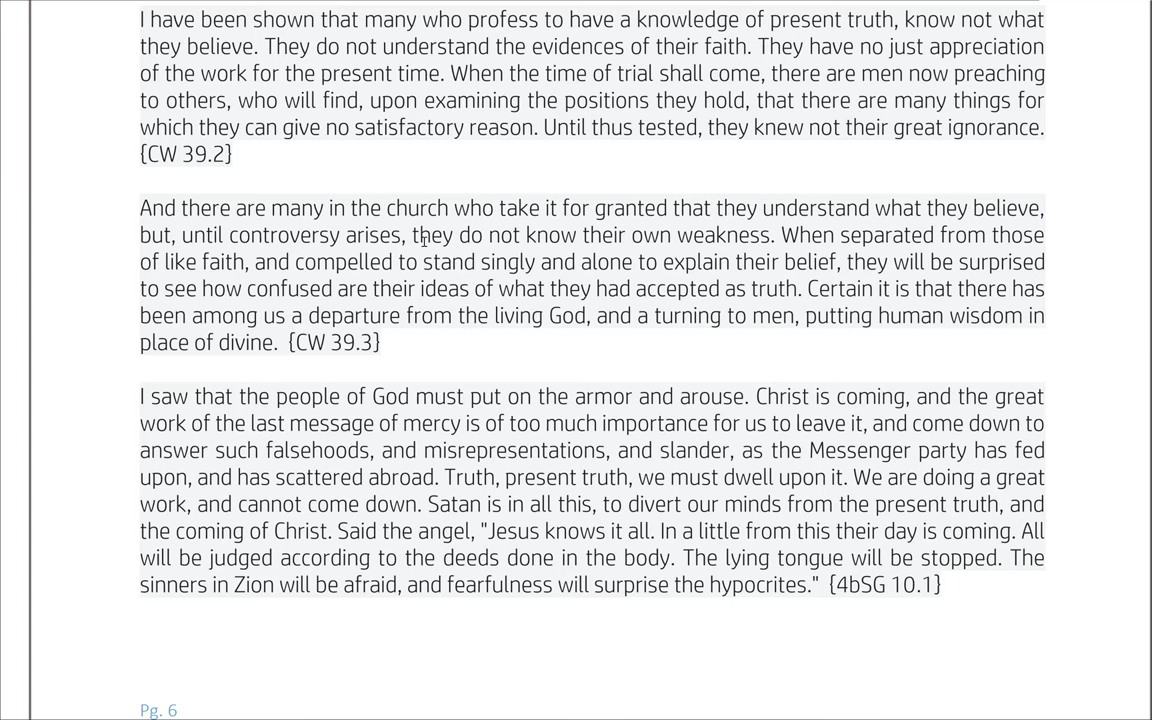 I have been shown that many who profess to have a knowledge of present truth, know not what
they believe. They do not understand the evidences of their faith. They have no just appreciation
of the work for the present time. When the time of trial shall come, there are men now preaching
to others, who will find, upon examining the positions they hold, that there are many things for
which they can give no satisfactory reason. Until thus tested, they knew not their great ignorance.
{CW 39.2}
And there are many in the church who take it for granted that they understand what they believe,
but, until controversy arises, they do not know their own weakness. When separated from those
of like faith, and compelled to stand singly and alone to explain their belief, they will be surprised
to see how confused are their ideas of what they had accepted as truth. Certain it is that there has
been among us a departure from the living God, and a turning to men, putting human wisdom in
place of divine. {CW 39.3}
I saw that the people of God must put on the armor and arouse. Christ is coming, and the great
work of the last message of mercy is of too much importance for us to leave it, and come down to
answer such falsehoods, and misrepresentations, and slander, as the Messenger party has fed
upon, and has scattered abroad. Truth, present truth, we must dwell upon it. We are doing a great
work, and cannot come down. Satan is in all this, to divert our minds from the present truth, and
the coming of Christ. Said the angel, "Jesus knows it all. In a little from this their day is coming. All
will be judged according to the deeds done in the body. The lying tongue will be stopped. The
sinners in Zion will be afraid, and fearfulness will surprise the hypocrites." {4bSG 10.1}
Pg. 6